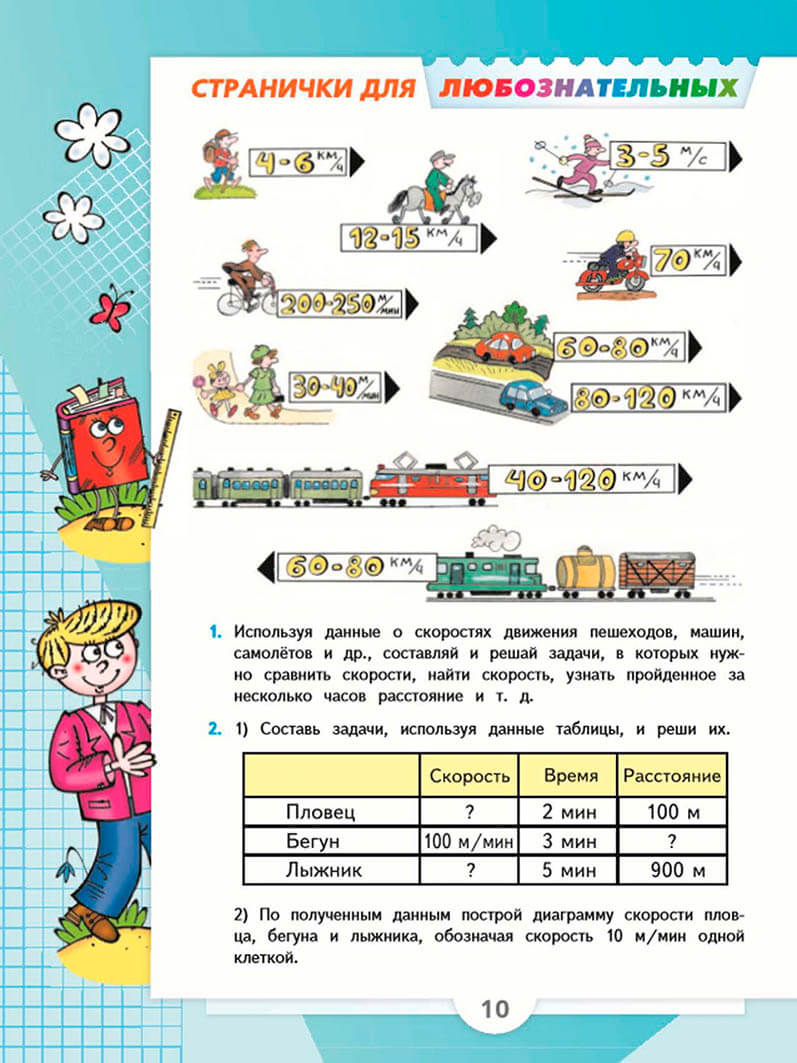 СТРАНИЧКИ ДЛЯ ЛЮБОЗНАТЕЛЬНЫХ
4-6 км/ч
3-5 м/с
12-15 км/ч
70 км/ч
200-250 м/мин
60-80 км/ч
30-40 м/мин
80-120 км/ч
40-120 км/ч
60-80 км/ч
1. Используя данные о скоростях движения пешеходов, машин,
самолётов и др., составляй и решай задачи, в которых нуж-
но сравнить скорости, найти скорость, узнать пройденное за
несколько часов расстояние и т. д.
2. 1) Составь задачи, используя данные таблицы, и реши их.
Скорость Время Расстояние
Пловец ? 2 мин 100 м
Бегун 100 м/мин 3 мин ?
Лыжник ? 5 мин 900 м
2) По полученным данным построй диаграмму скорости плов-
ца, бегуна и лыжника, обозначая скорость 10 м/мин одной
клеткой.
10